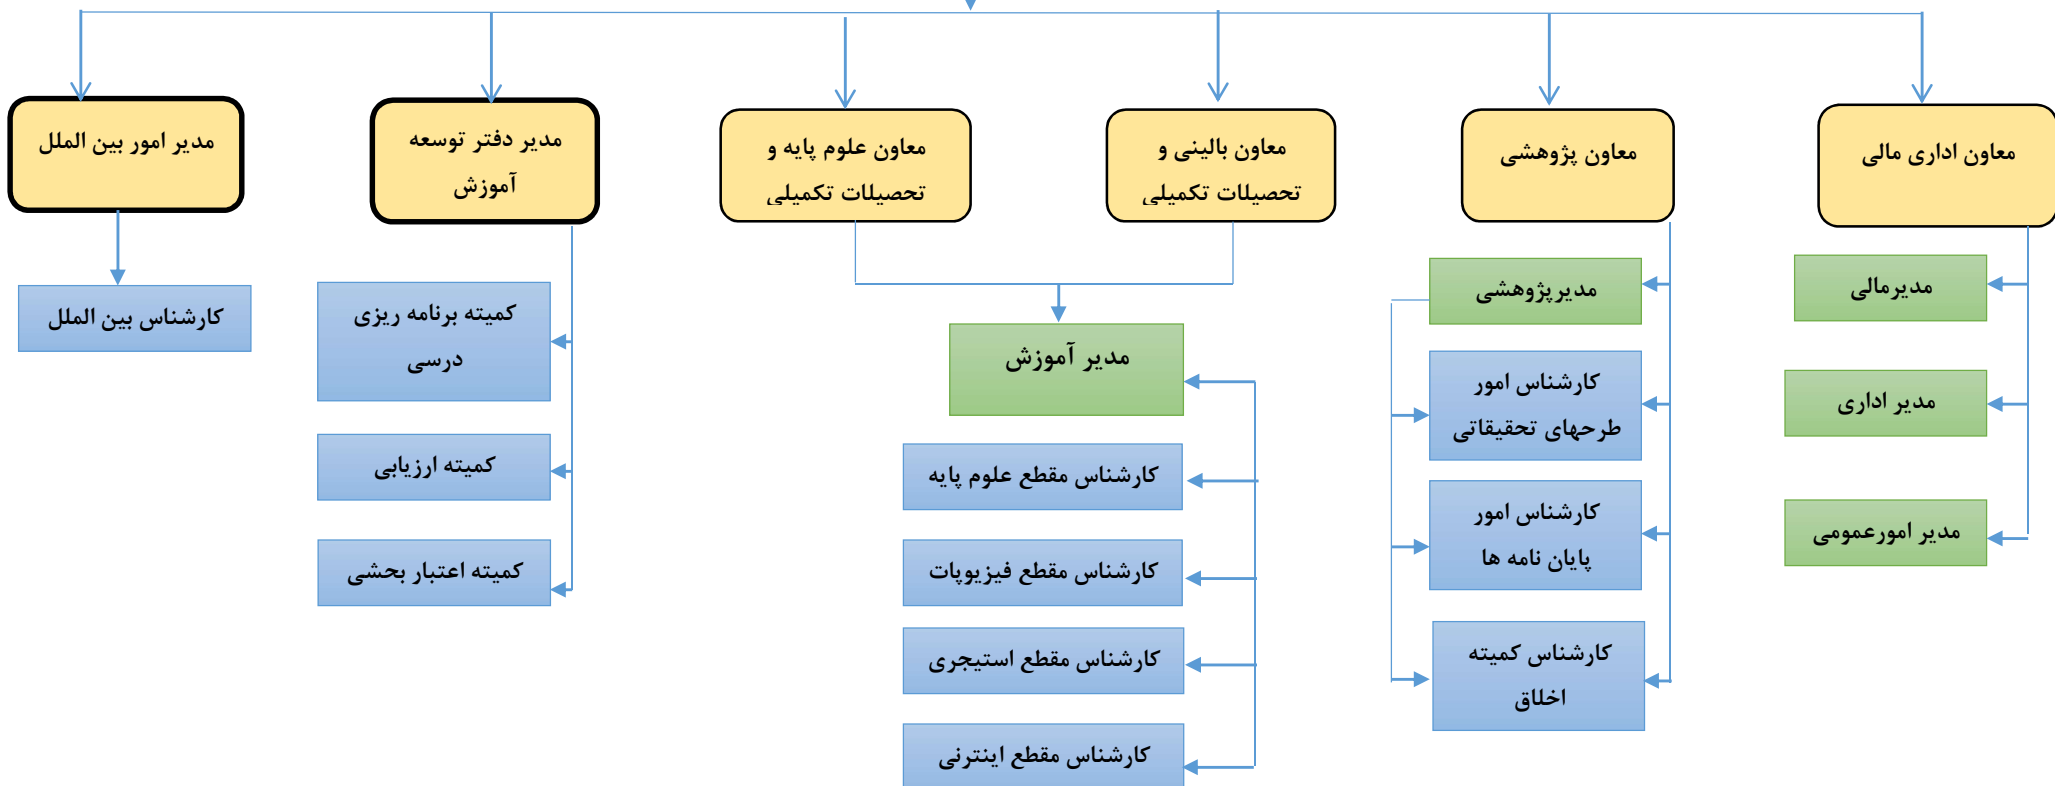 معاون اداری مالی
معاون پژوهشی
معاون بالینی و
تحصیلات تکمیلی
معاون علوم پایه و
تحصیلات تکمیلی
مدیر دفتر توسعه
آموزش
مدیر امور بین الملل
مدیرمالی
مدیر اداری
مدیر امورعمومی
مدیرپژوهشی
کارشناس امور
طرحهای تحقیقاتی
کارشناس امور
پایان نامه ها
کارشناس کمیته
اخلاق
مدیر آموزش
کارشناس مقطع علوم پایه
کارشناس مقطع فیزیوپات
کارشناس مقطع استیجری
کارشناس مقطع اینترنی
کمیته برنامه ریزی
درسی
کمیته ارزیابی
کمیته اعتبار بحشی
کارشناس بین الملل